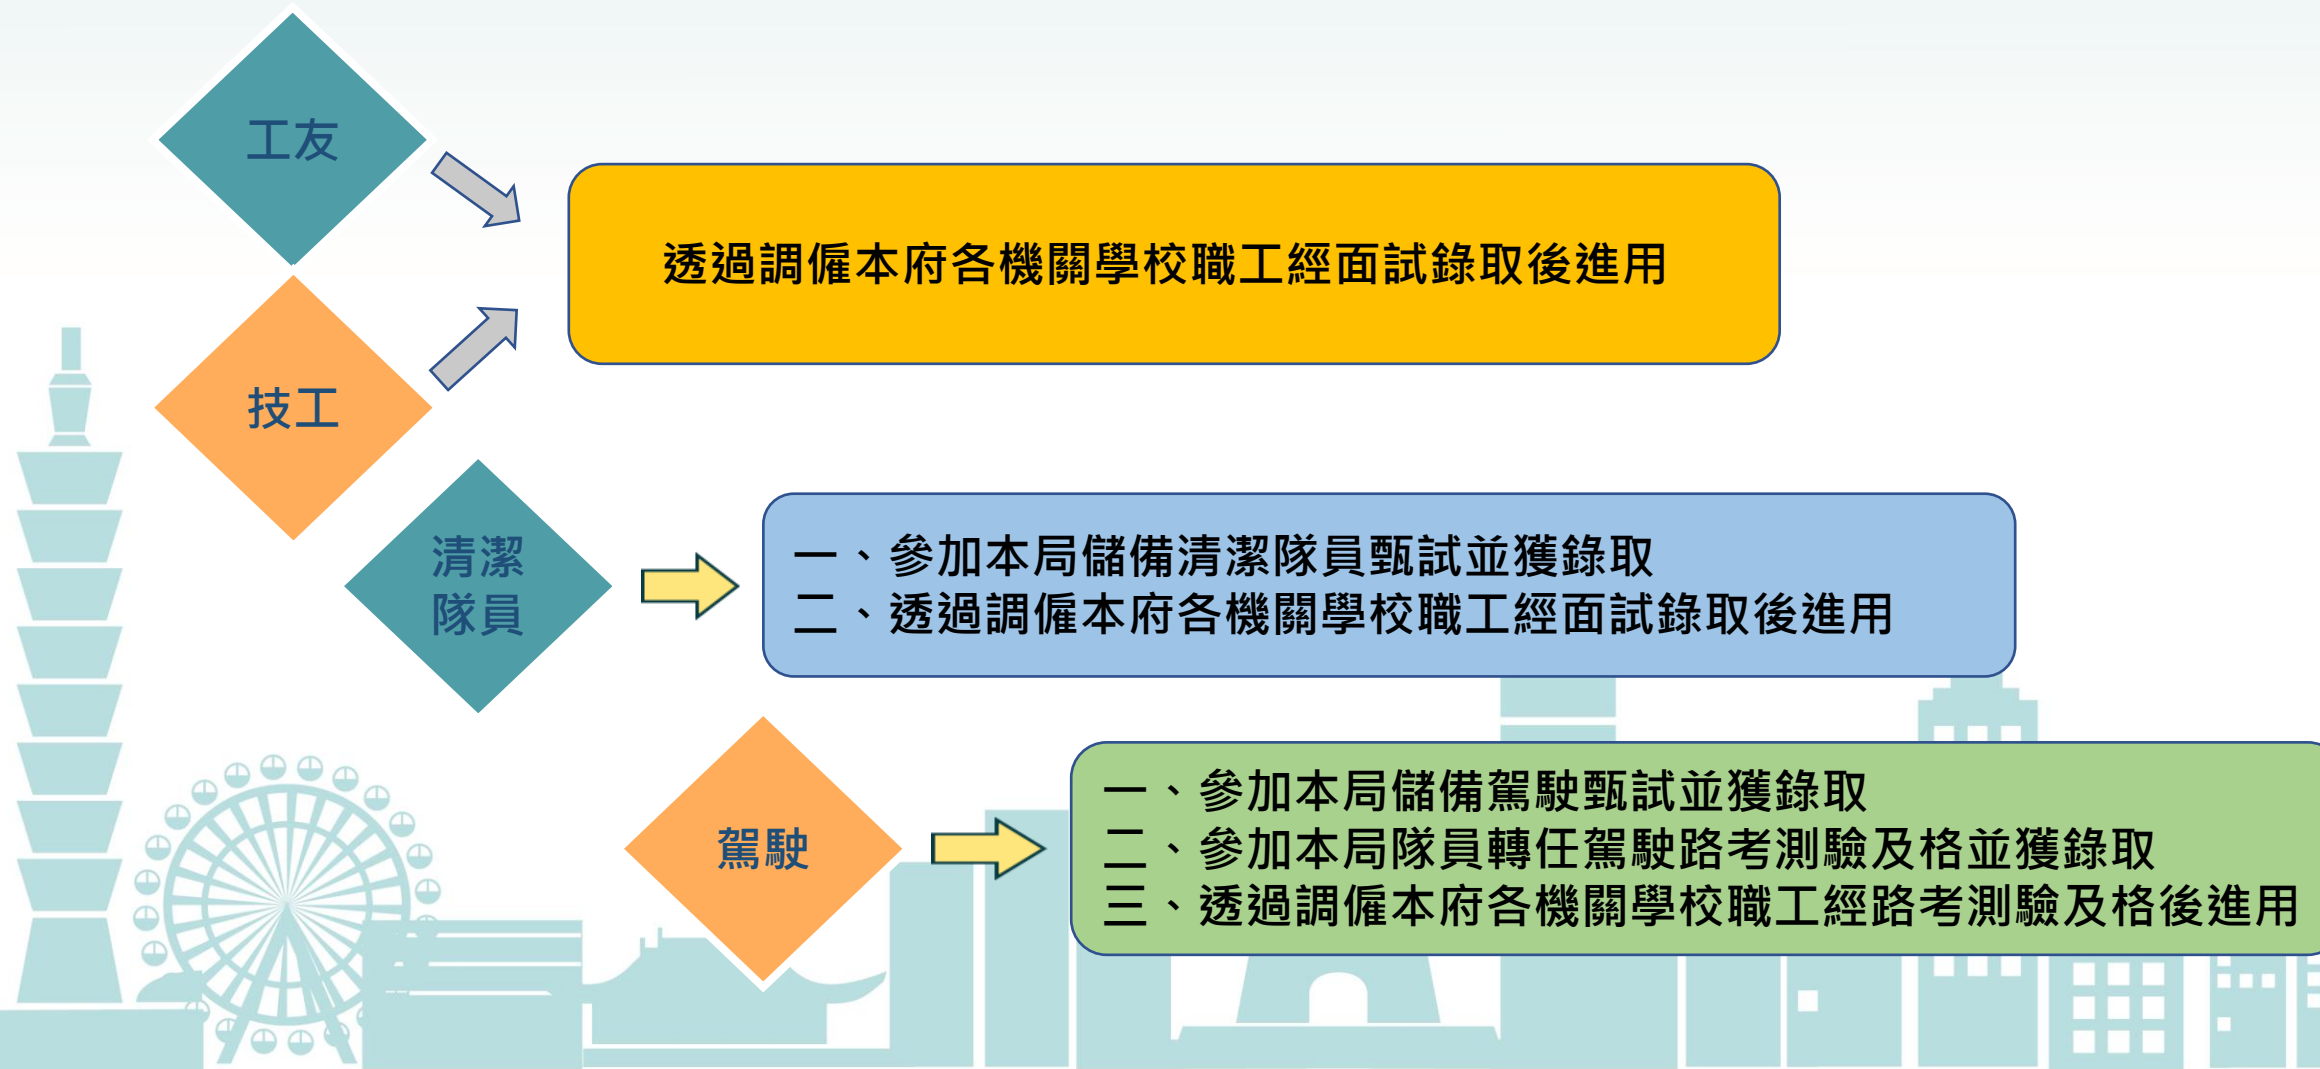 工友
透過調僱本府各機關學校職工經面試錄取後進用
技工
清潔
隊員
一、參加本局儲備清潔隊員甄試並獲錄取
二、透過調僱本府各機關學校職工經面試錄取後進用
駕駛
一、參加本局儲備駕駛甄試並獲錄取
二、參加本局隊員轉任駕駛路考測驗及格並獲錄取
三、透過調僱本府各機關學校職工經路考測驗及格後進用